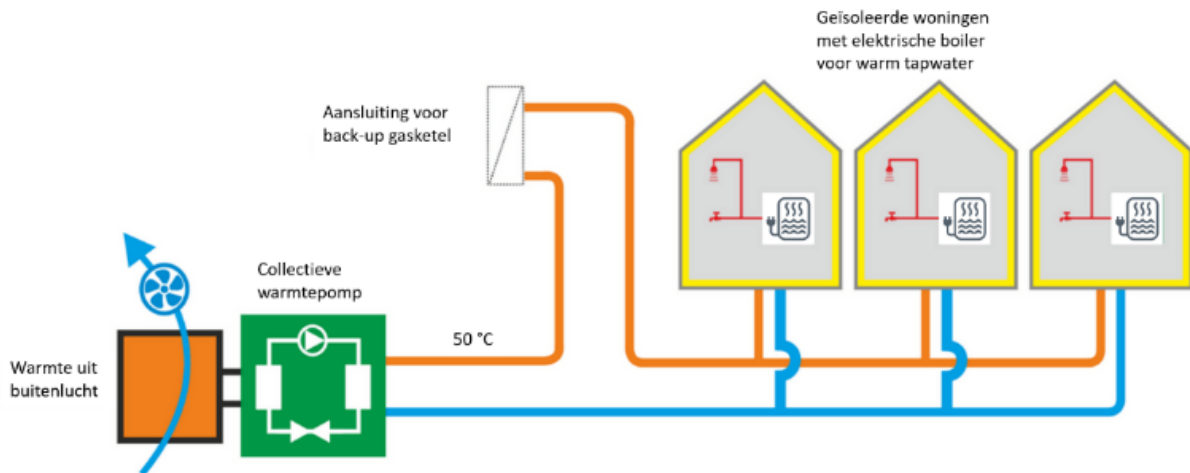 Geïsoleerde woningen
met elektrische boiler
voor warm tapwater
Aansluiting voor
back-up gasketel
Collectieve
warmtepomp
50 °C
Warmte uit
buitenlucht